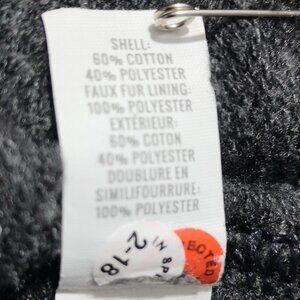 SHELL:
60% COTTON
40% POLYESTER
FAUX FUR LINING:
100% POLYESTER
EXTÉRIEUR:
60% COTON
40% POLYESTER
DOUBLURE EN
SIMILIFOURRURE:
100% POLYESTER
2-18